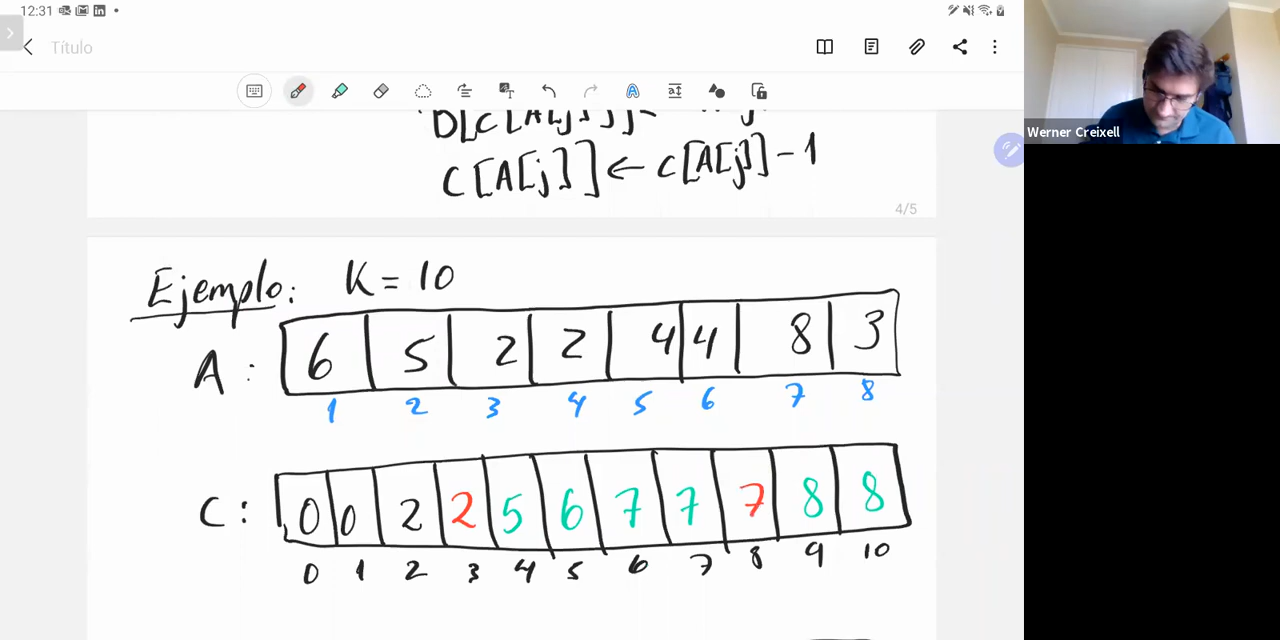 12:31
Título
B[C[A[j]]]←
C[A[j]] ← C[A[j]] - 1
4/5
Ejemplo: K = 10
A: 6 5 2 2 4 4 8 3
1 2 3 4 5 6 7 8
C: 0 0 2 2 5 6 7 7 7 8 8
0 1 2 3 4 5 6 7 8 9 10
Werner Creixell